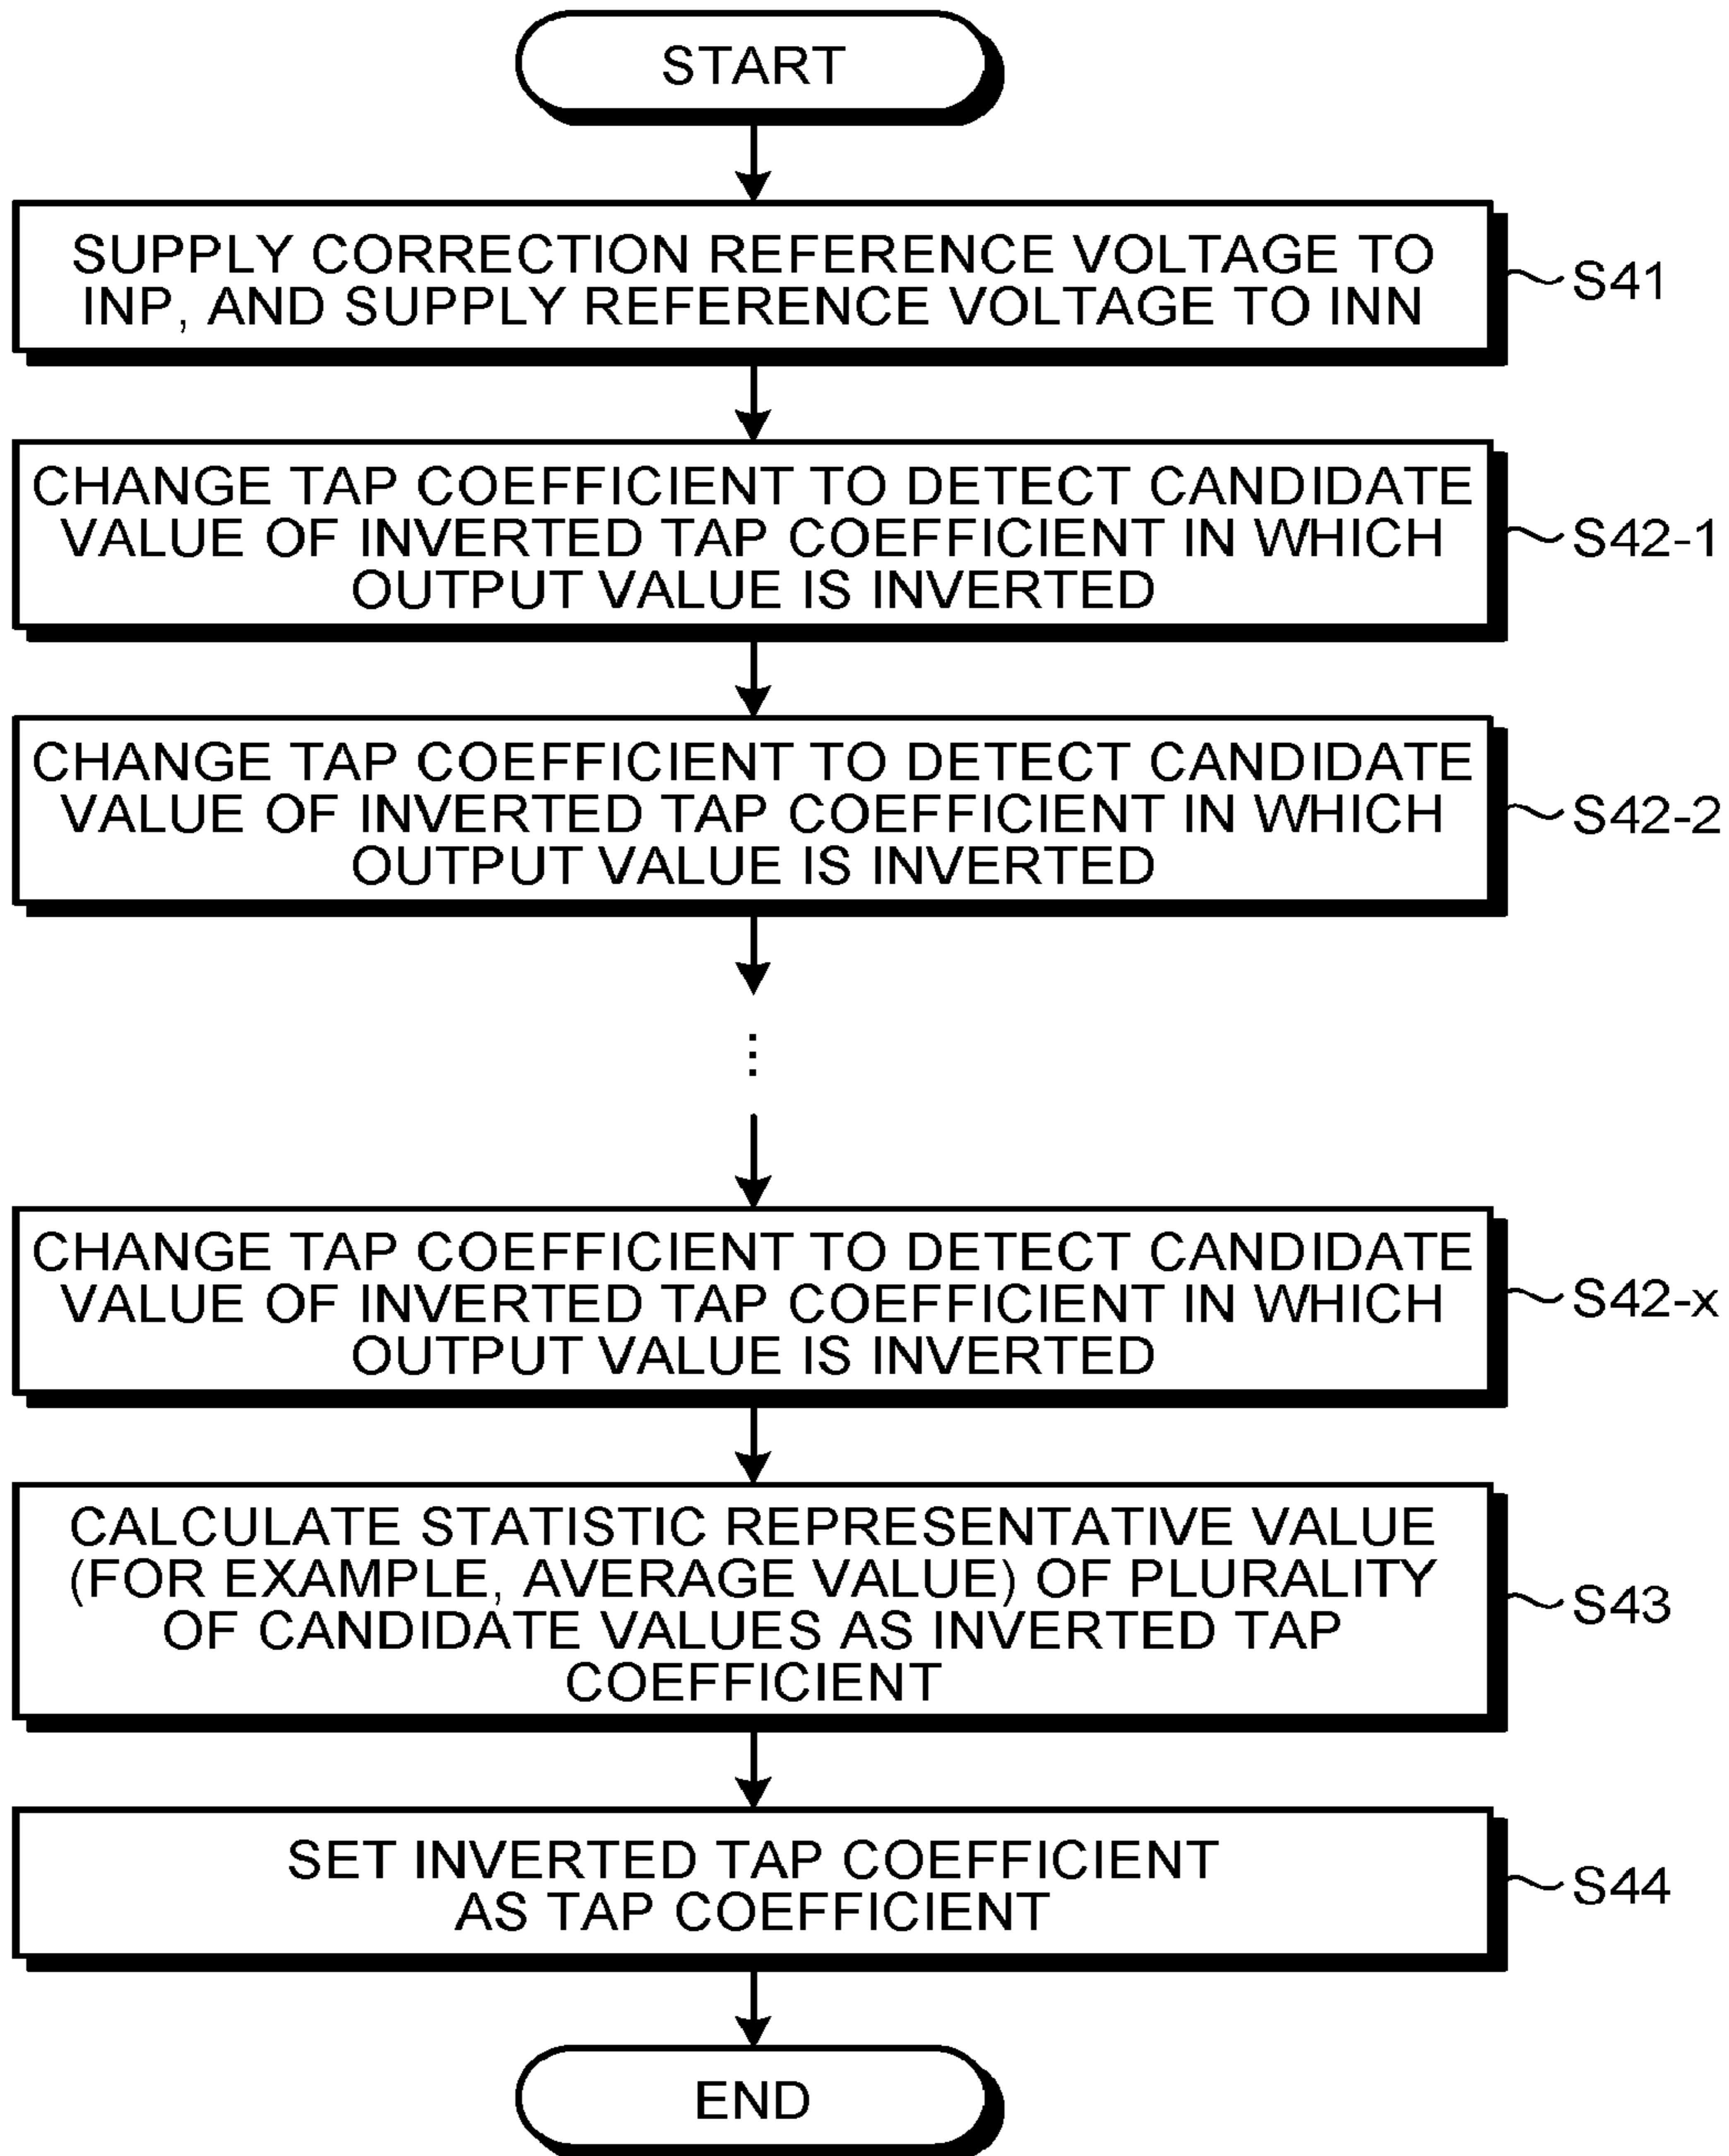 START
SUPPLY CORRECTION REFERENCE VOLTAGE TO
INP, AND SUPPLY REFERENCE VOLTAGE TO INN
S41
CHANGE TAP COEFFICIENT TO DETECT CANDIDATE
VALUE OF INVERTED TAP COEFFICIENT IN WHICH
OUTPUT VALUE IS INVERTED
S42-1
CHANGE TAP COEFFICIENT TO DETECT CANDIDATE
VALUE OF INVERTED TAP COEFFICIENT IN WHICH
OUTPUT VALUE IS INVERTED
S42-2
CHANGE TAP COEFFICIENT TO DETECT CANDIDATE
VALUE OF INVERTED TAP COEFFICIENT IN WHICH
OUTPUT VALUE IS INVERTED
S42-x
CALCULATE STATISTIC REPRESENTATIVE VALUE
(FOR EXAMPLE, AVERAGE VALUE) OF PLURALITY
OF CANDIDATE VALUES AS INVERTED TAP
COEFFICIENT
S43
SET INVERTED TAP COEFFICIENT
AS TAP COEFFICIENT
S44
END